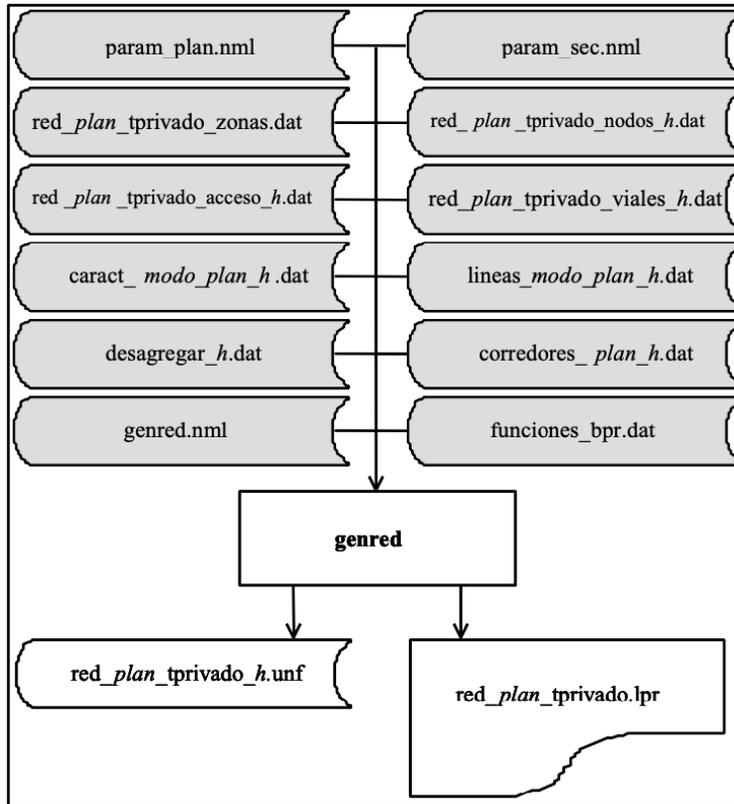 param_plan.nml
param_sec.nml
red_plan_tprivado_zonas.dat
red_ plan _tprivado_nodos_h.dat
red _plan _tprivado_acceso_h.dat
red_plan_tprivado_viales_h.dat
caract_ modo_plan_h .dat
lineas_modo_plan_h.dat
desagregar_h.dat
corredores_ plan_h.dat
genred.nml
funciones_bpr.dat
genred
red_plan_tprivado_h.unf
red_plan_tprivado.lpr